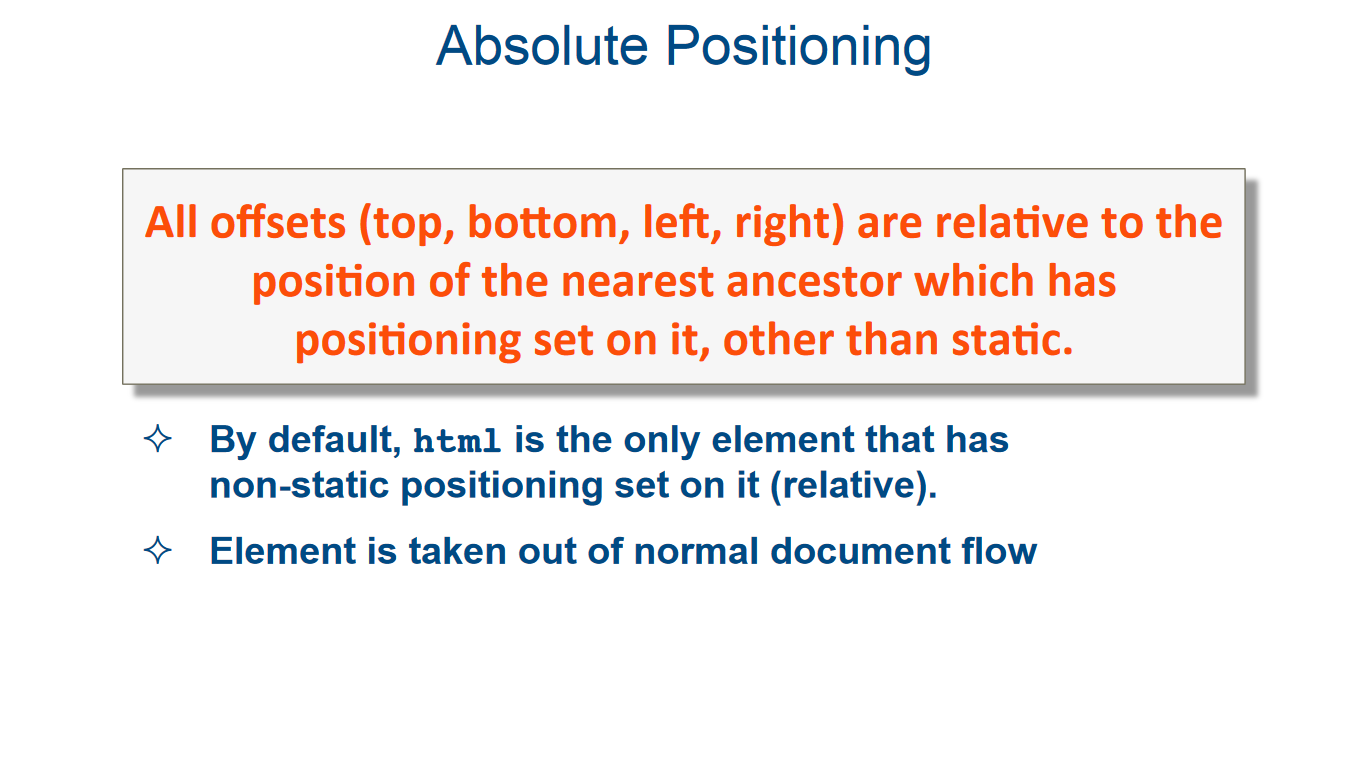 Absolute Positioning
All offsets (top, bottom, left, right) are relative to the
position of the nearest ancestor which has
positioning set on it, other than static.
By default, html is the only element that has
non-static positioning set on it (relative).
Element is taken out of normal document flow